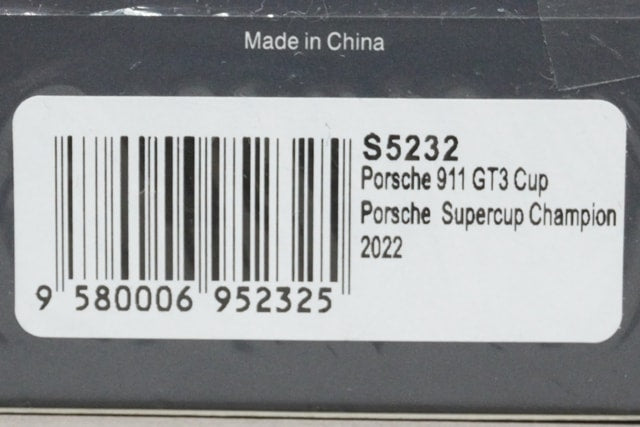 Made in China
S5232
Porsche 911 GT3 Cup
Porsche Supercup Champion
2022
9 580006 952325